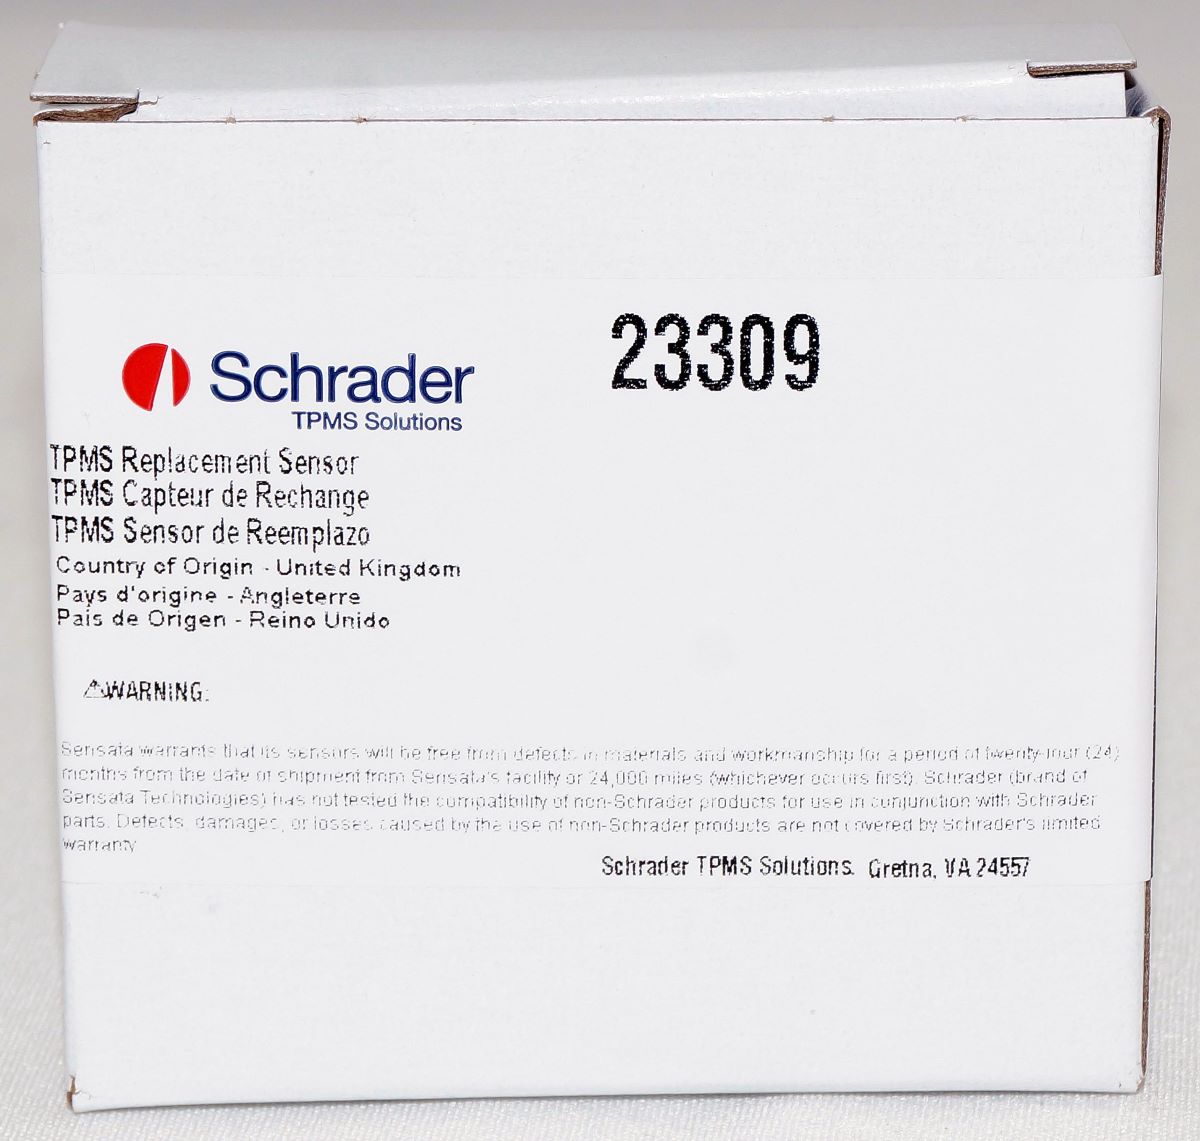 Schrader
TPMS Solutions
23309
TPMS Replacement Sensor
TPMS Capteur de Rechange
TPMS Sensor de Reemplazo
Country of Origin - United Kingdom
Pays d'origine - Angleterre
Pais de Origen - Reino Unido
⚠WARNING:
Sensata warrants that its sensors will be free from defects in materials and workmanship for a period of twenty-four (24)
months from the date of shipment from Sensata's facility or 24,000 miles (whichever occurs first). Schrader (brand of
Sensata Technologies) has not tested the compatibility of non-Schrader products for use in conjunction with Schrader
parts. Defects, damages, or losses caused by the use of non-Schrader products are not covered by Schrader's limited
warranty
Schrader TPMS Solutions. Gretna, VA 24557